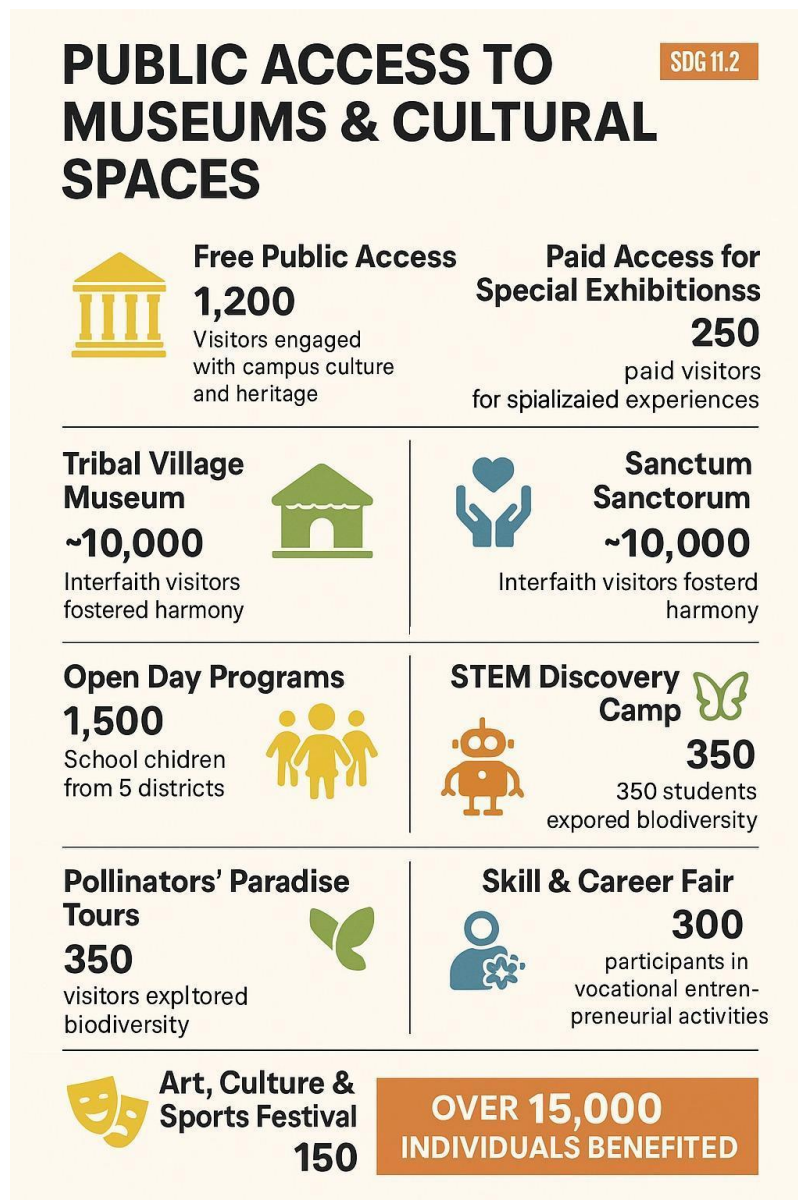 PUBLIC ACCESS TO
MUSEUMS & CULTURAL
SPACES
SDG 11.2
Free Public Access
1,200
Visitors engaged
with campus culture
and heritage
Paid Access for
Special Exhibitionss
250
paid visitors
for spializaied experiences
Tribal Village
Museum
~10,000
Interfaith visitors
fostered harmony
Sanctum
Sanctorum
~10,000
Interfaith visitors fosterd
harmony
Open Day Programs
1,500
School chidren
from 5 districts
STEM Discovery
Camp
350
350 students
expored blodiversity
Pollinators' Paradise
Tours
350
visitors expltored
biodiversity
Skill & Career Fair
300
participants in
vocational entren-
preneurial activities
Art, Culture &
Sports Festival
150
OVER 15,000
INDIVIDUALS BENEFITED